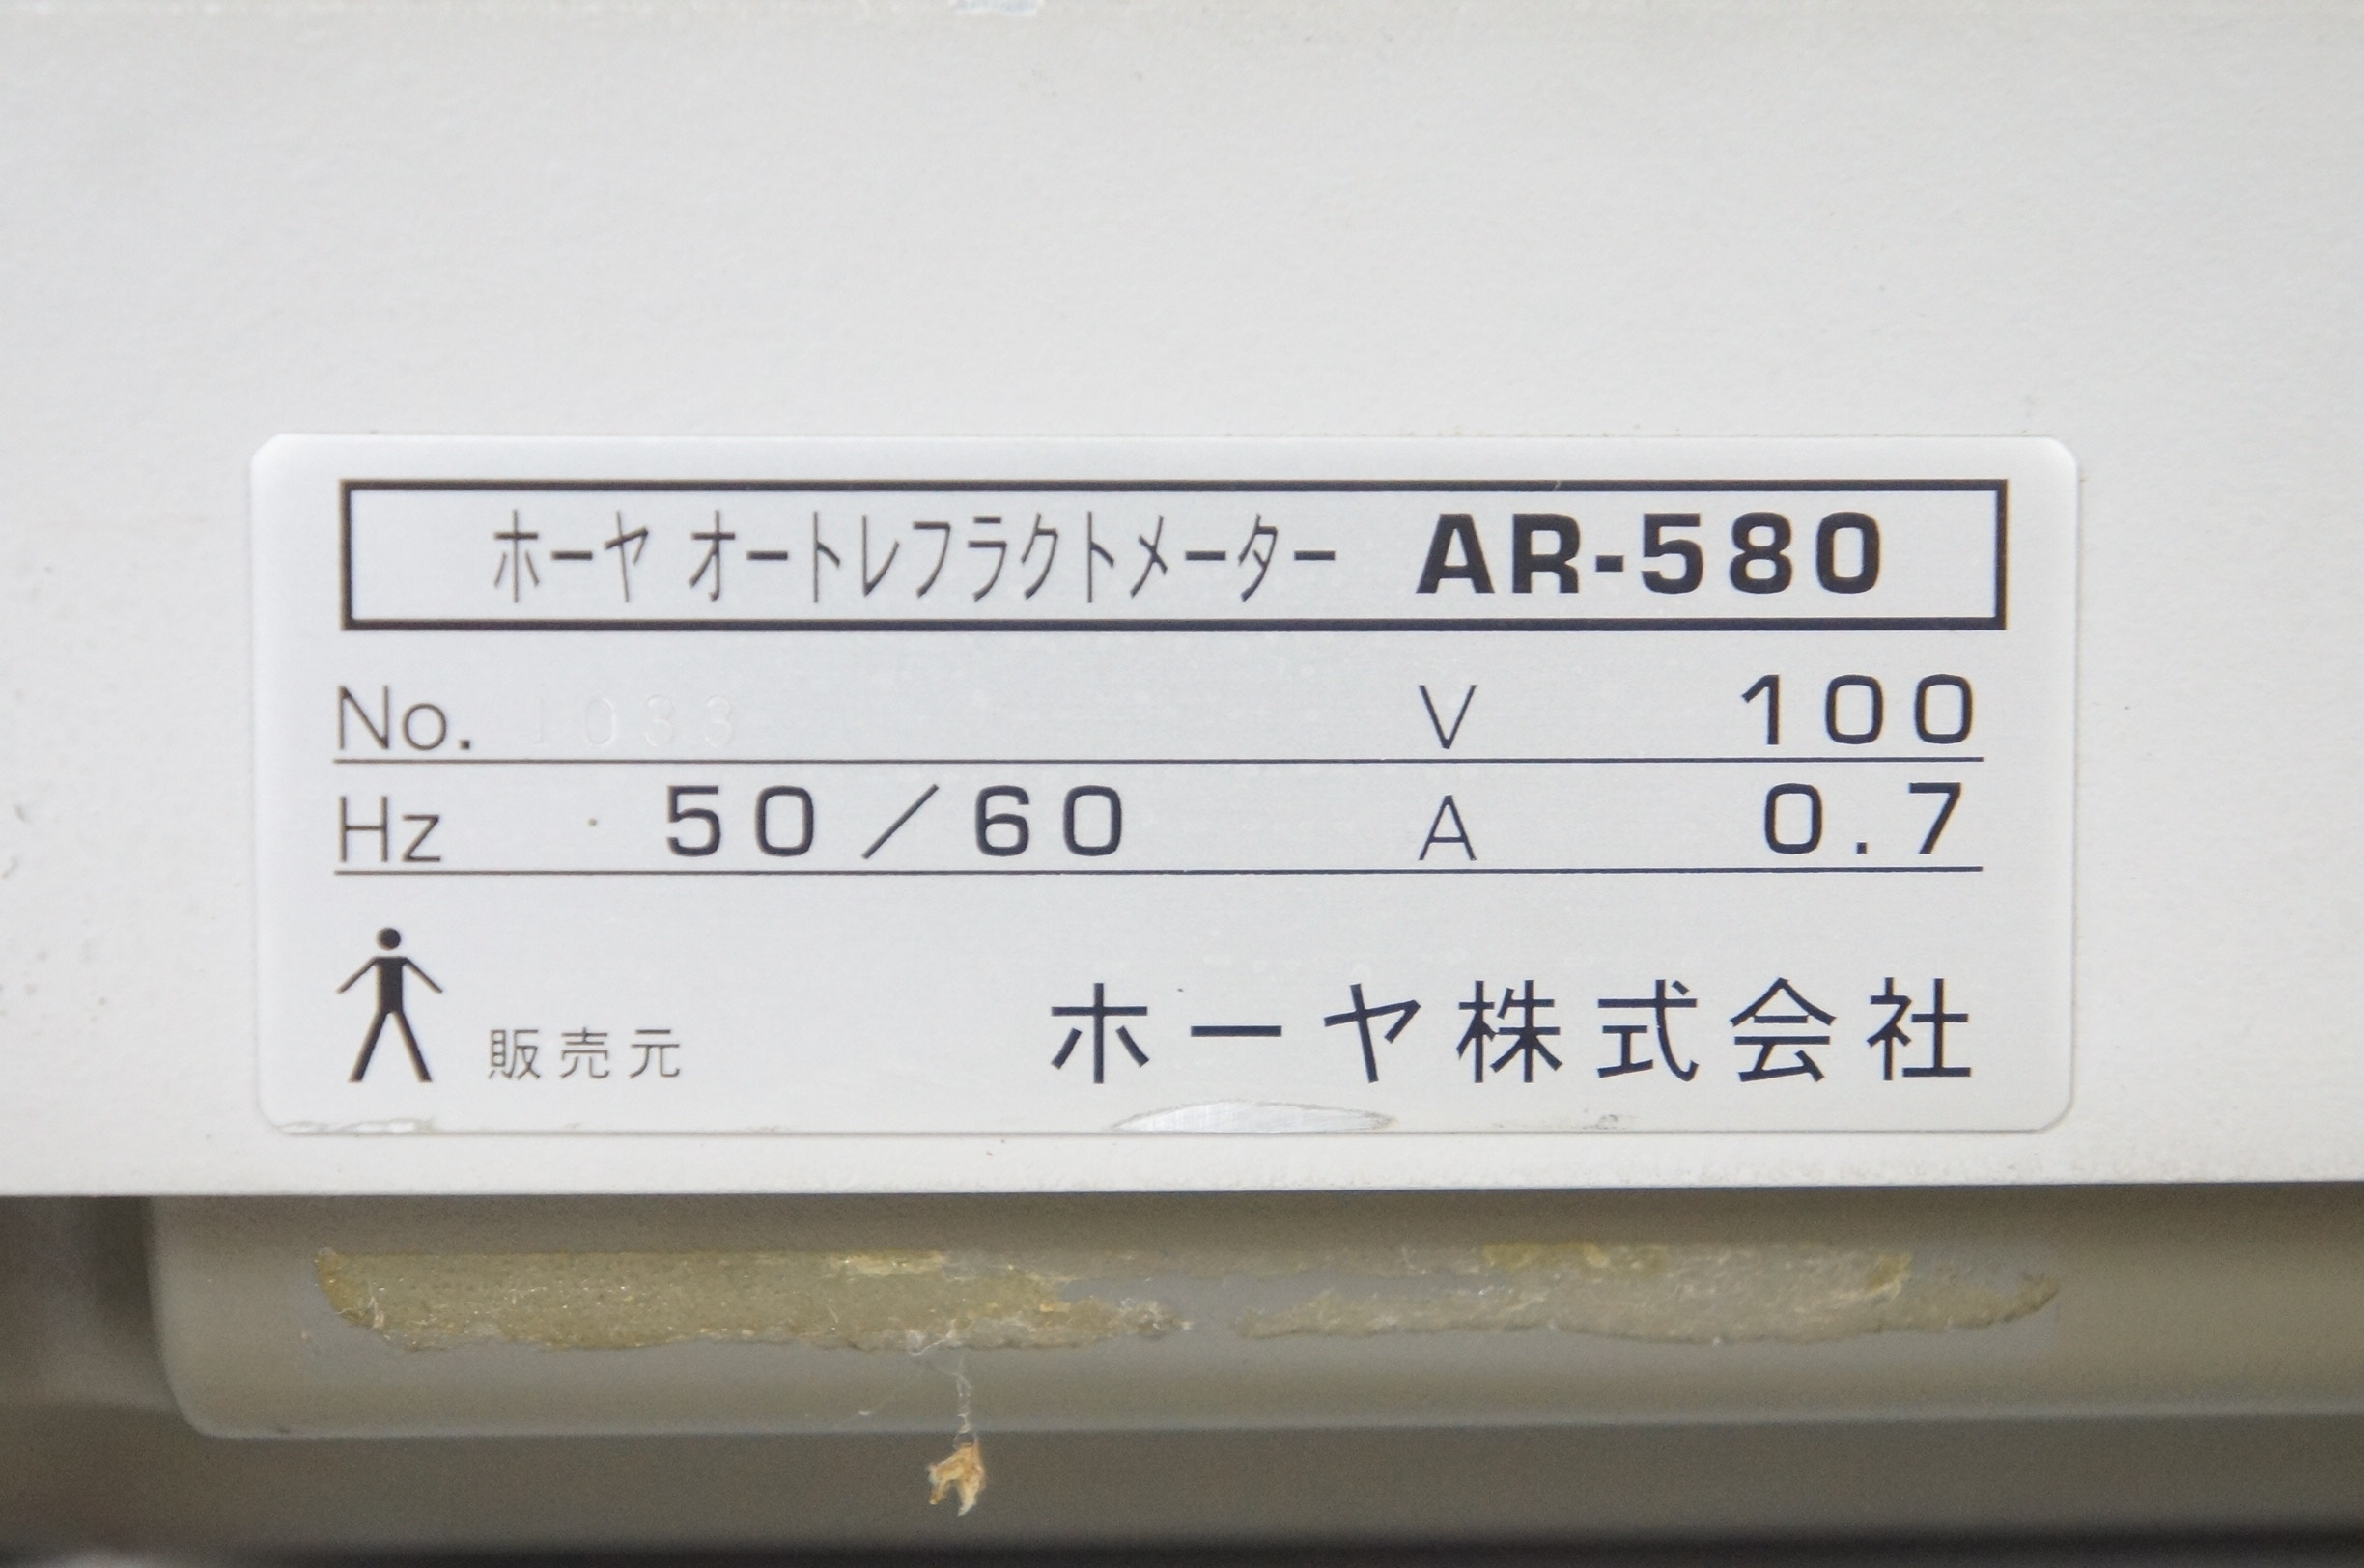 ホーヤ オートレフラクトメーター AR-580
No. 1033 V 100
Hz 50/60 A 0.7
販売元 ホーヤ株式会社